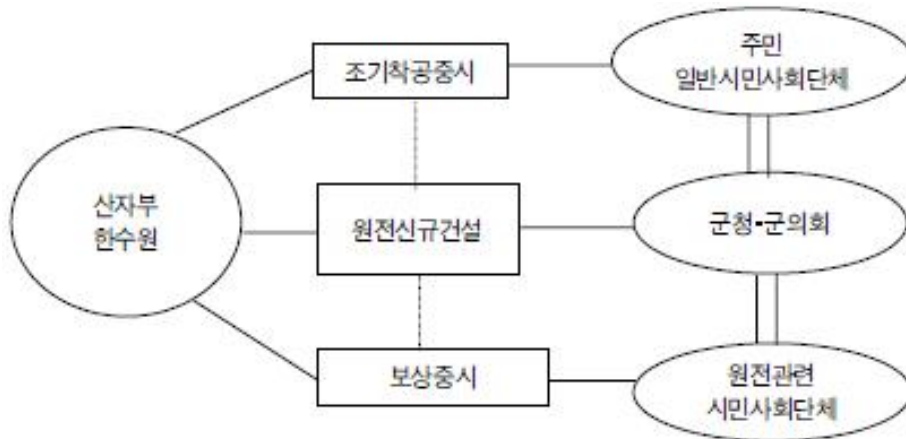 조기착공중시
주민
일반시민사회단체
산자부
한수원
원전신규건설
군청-군의회
보상중시
원전관련
시민사회단체